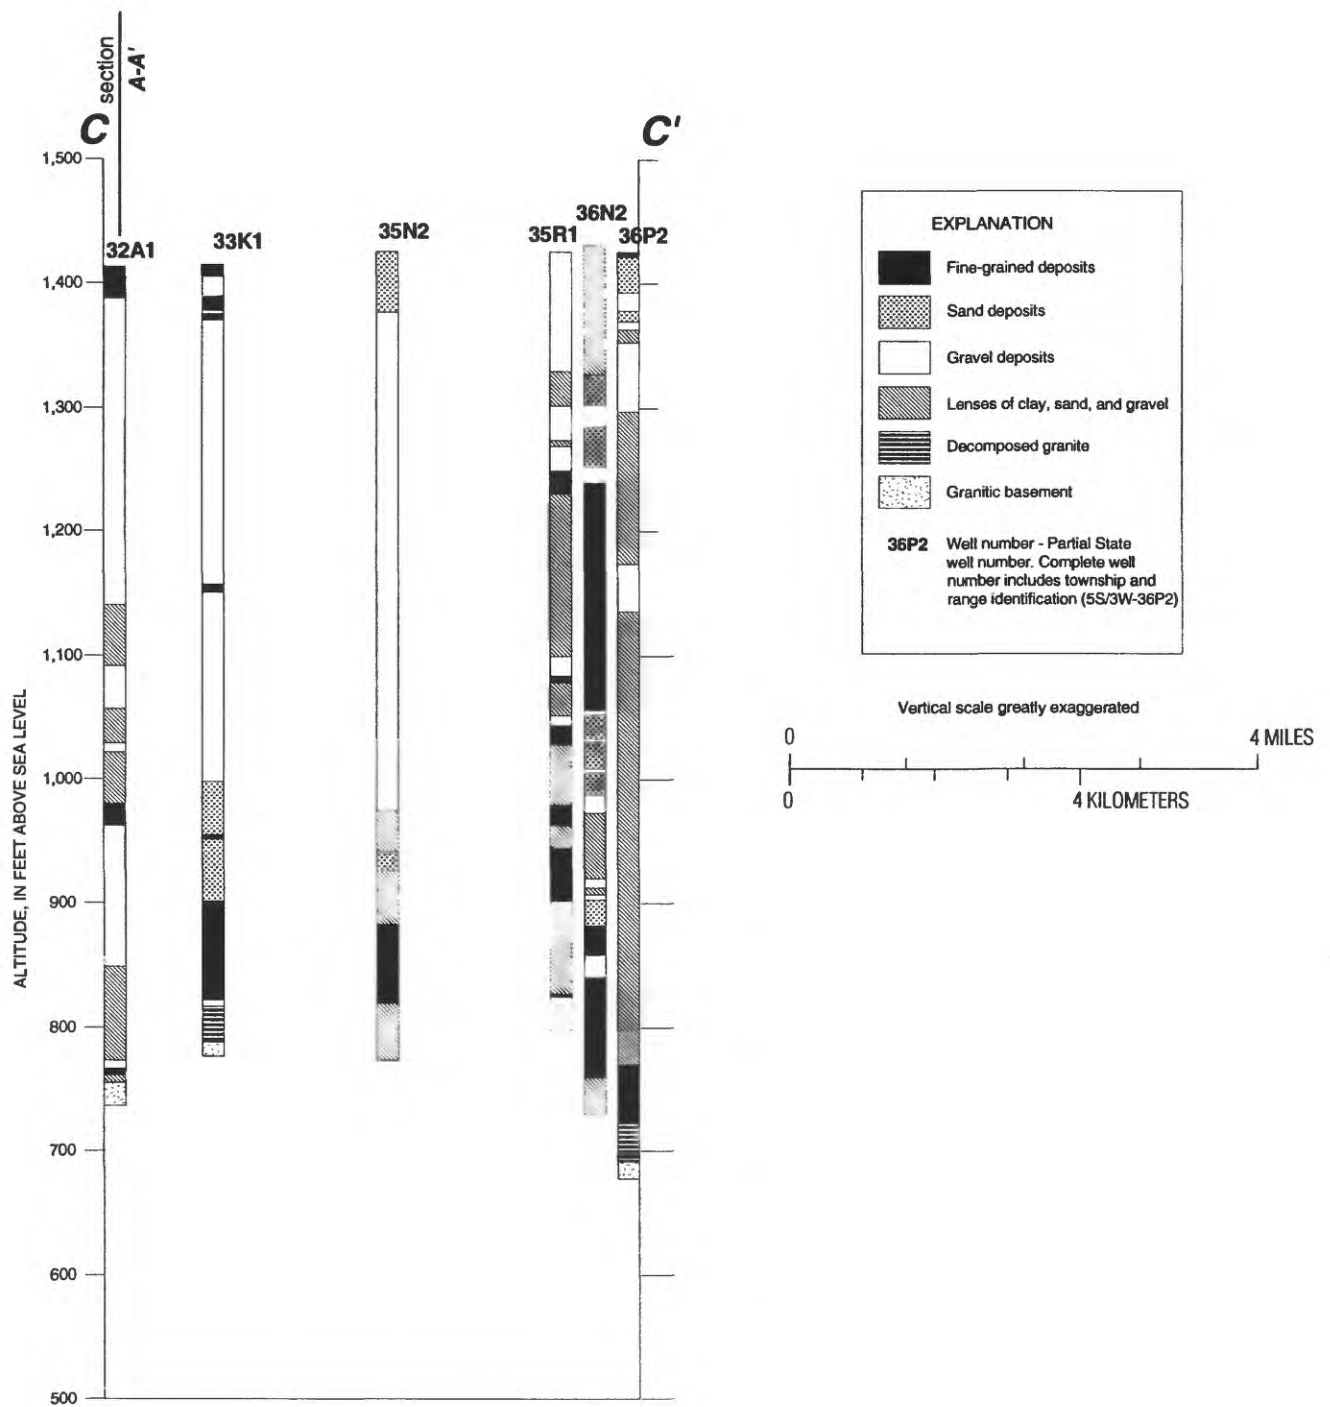 section
A-A'
C
C'
1,500
1,400
1,300
1,200
1,100
1,000
900
800
700
600
500
ALTITUDE, IN FEET ABOVE SEA LEVEL
32A1
33K1
35N2
35R1
36N2
36P2
EXPLANATION
Fine-grained deposits
Sand deposits
Gravel deposits
Lenses of clay, sand, and gravel
Decomposed granite
Granitic basement
36P2 Well number - Partial State
well number. Complete well
number includes township and
range identification (5S/3W-36P2)
Vertical scale greatly exaggerated
0 4 MILES
0 4 KILOMETERS